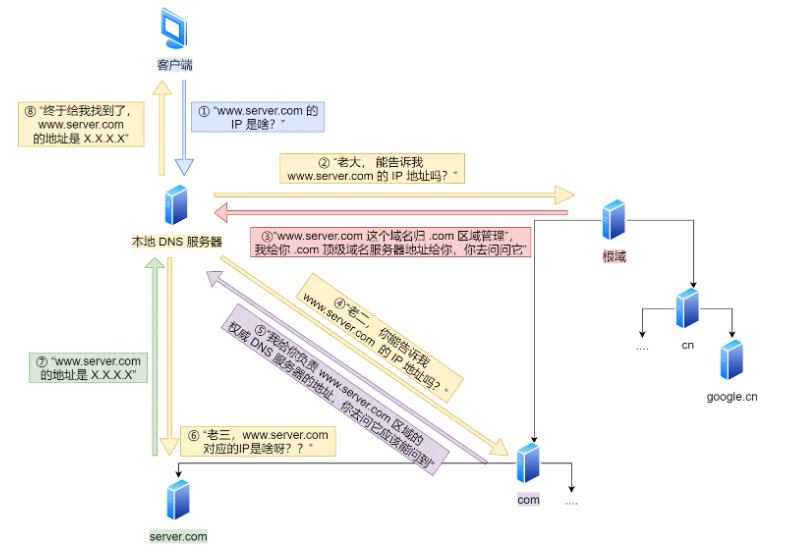 客户端
① “www.server.com 的
IP 是啥？”
⑧ “终于给我找到了，
www.server.com
的地址是 X.X.X.X”
② “老大， 能告诉我
www.server.com 的 IP 地址吗？”
本地 DNS 服务器
③“www.server.com 这个域名归 .com 区域管理”，
我给你 .com 顶级域名服务器地址给你，你去问问它”
根域
④“老二， 你能告诉我
www.server.com 的 IP 地址吗？”
⑤“我给你负责 www.server.com 区域的
权威 DNS 服务器的地址，你去问它应该能问到”
cn
....
google.cn
⑦ “www.server.com
的地址是 X.X.X.X”
⑥ “老三，www.server.com
对应的IP是啥呀？？”
com
....
server.com